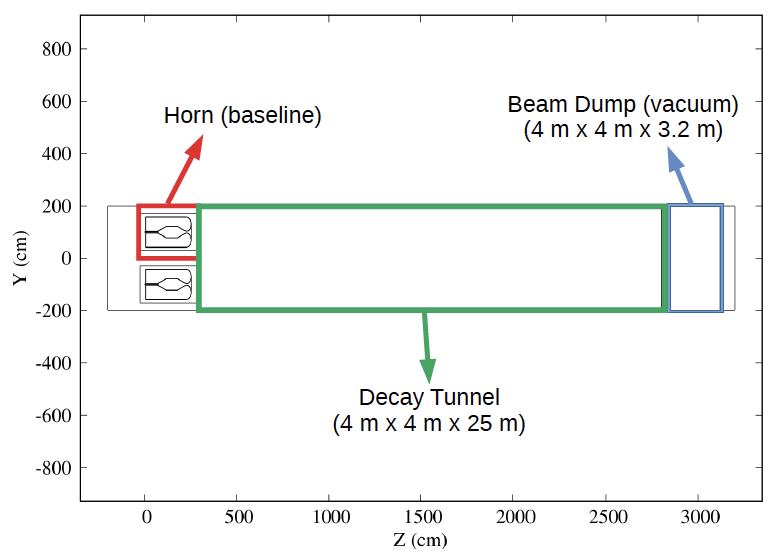 800
600
400
200
0
-200
-400
-600
-800
Y (cm)
Horn (baseline)
Beam Dump (vacuum)
(4 m x 4 m x 3.2 m)
Decay Tunnel
(4 m x 4 m x 25 m)
0 500 1000 1500 2000 2500 3000
Z (cm)